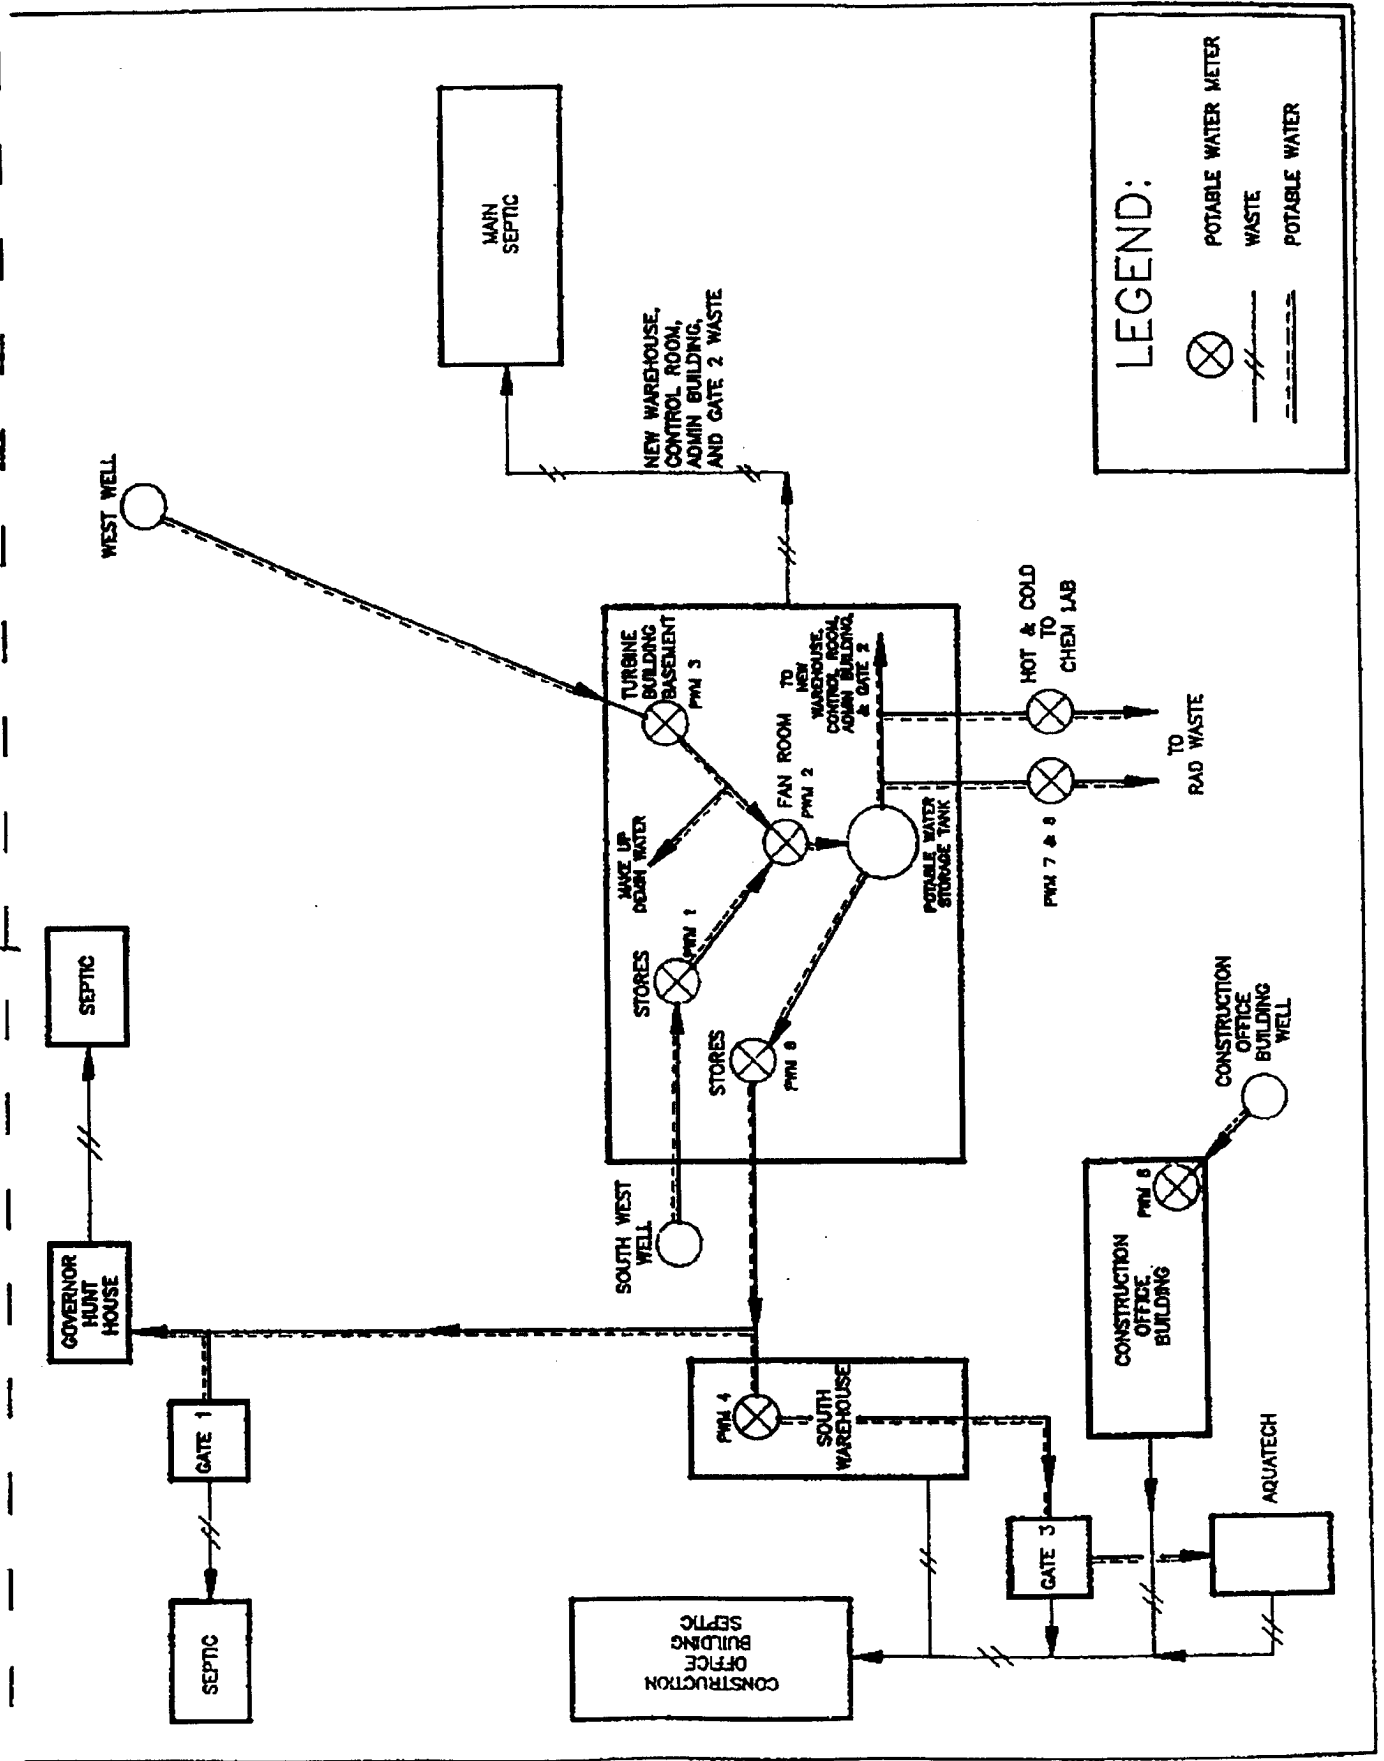 WEST WELL
MAIN
SEPTIC
NEW WAREHOUSE,
CONTROL ROOM,
ADMIN BUILDING,
AND GATE 2 WASTE
LEGEND:
POTABLE WATER METER
WASTE
POTABLE WATER
TURBINE
BUILDING
BASEMENT
PWM 3
MAKE UP
DEMIN WATER
FAN ROOM
PWM 2
TO
NEW
WAREHOUSE,
CONTROL ROOM,
ADMIN BUILDING,
& GATE 2
STORES
PWM 1
STORES
POTABLE WATER
STORAGE TANK
HOT & COLD
TO
CHEM LAB
PWM 7 & 8
TO
RAD WASTE
SEPTIC
GOVERNOR
HUNT
HOUSE
SOUTH WEST
WELL
CONSTRUCTION
OFFICE
BUILDING
WELL
CONSTRUCTION
OFFICE
BUILDING
GATE 1
SEPTIC
PWM 4
SOUTH
WAREHOUSE
GATE 3
AQUATECH
CONSTRUCTION
OFFICE
BUILDING
SEPTIC